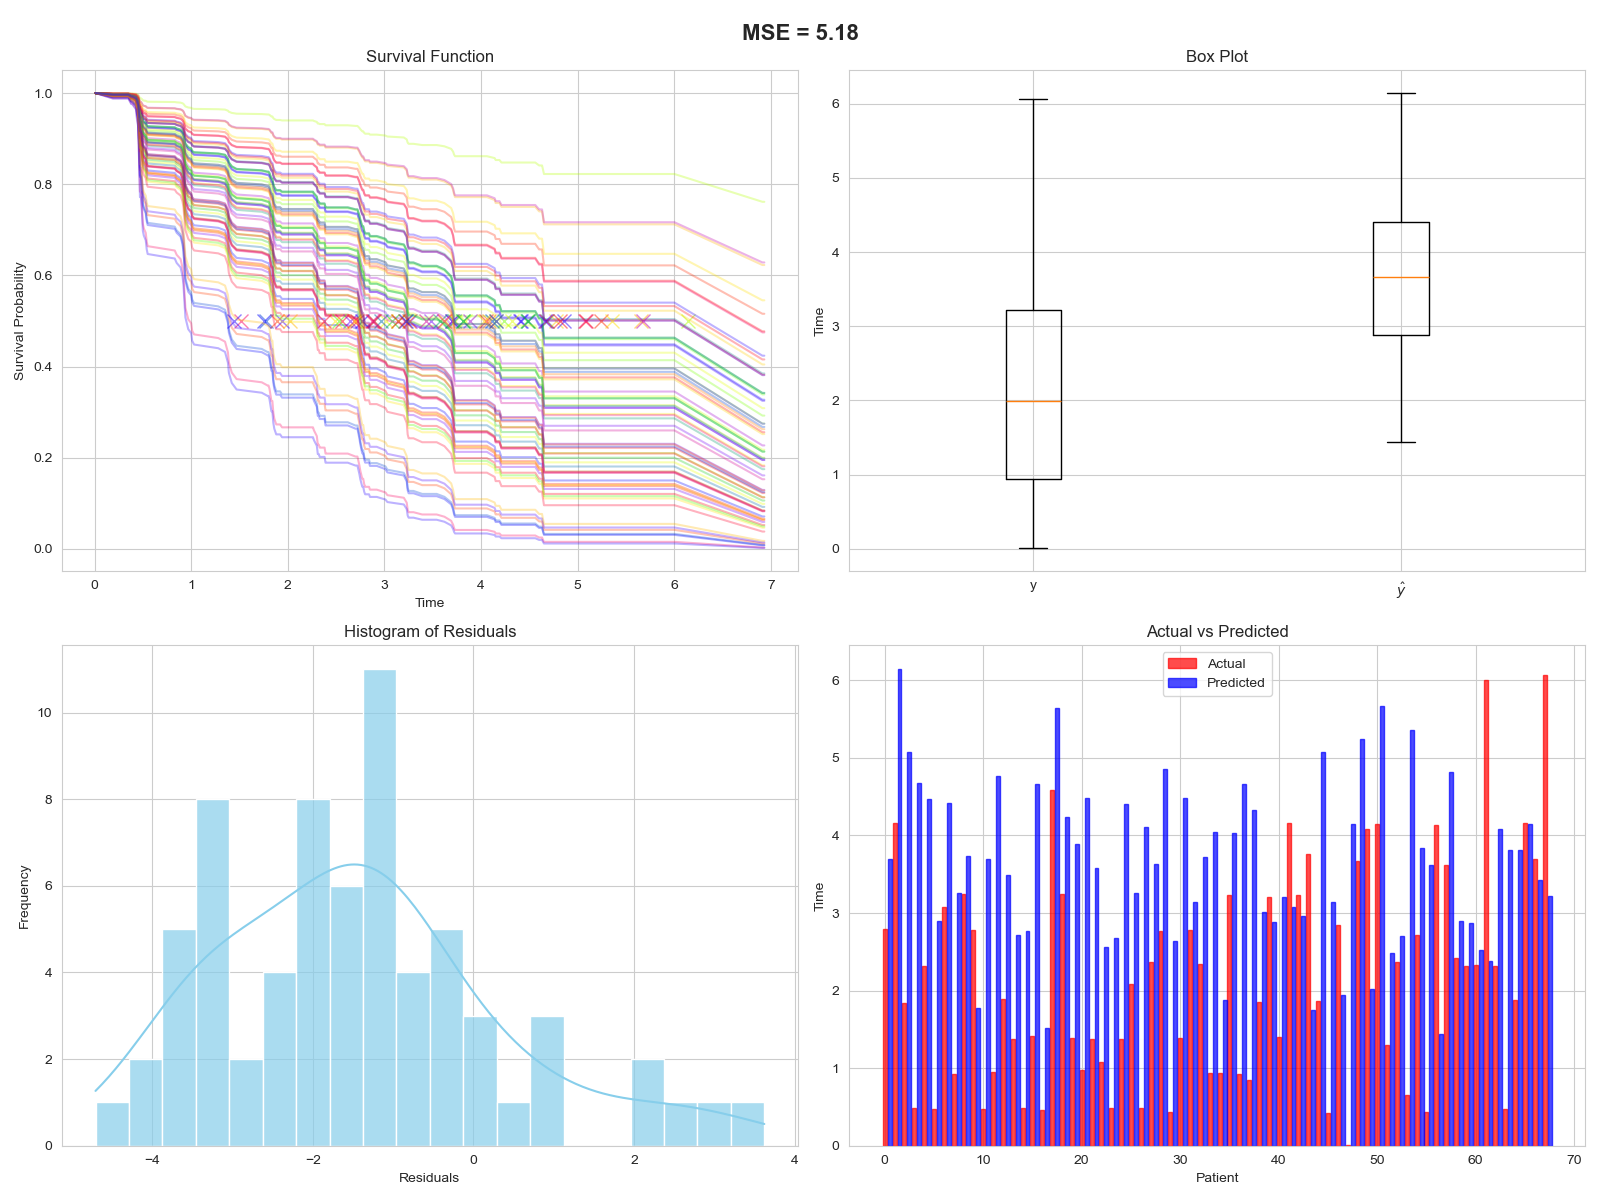 MSE = 5.18
Survival Function
1.0
0.8
0.6
0.4
0.2
0.0
Survival Probability
0 1 2 3 4 5 6 7
Time
Box Plot
6
5
4
3
2
1
0
Time
y ŷ
Histogram of Residuals
10
8
6
4
2
0
Frequency
−4 −2 0 2 4
Residuals
Actual vs Predicted
Actual
Predicted
6
5
4
3
2
1
0
Time
0 10 20 30 40 50 60 70
Patient